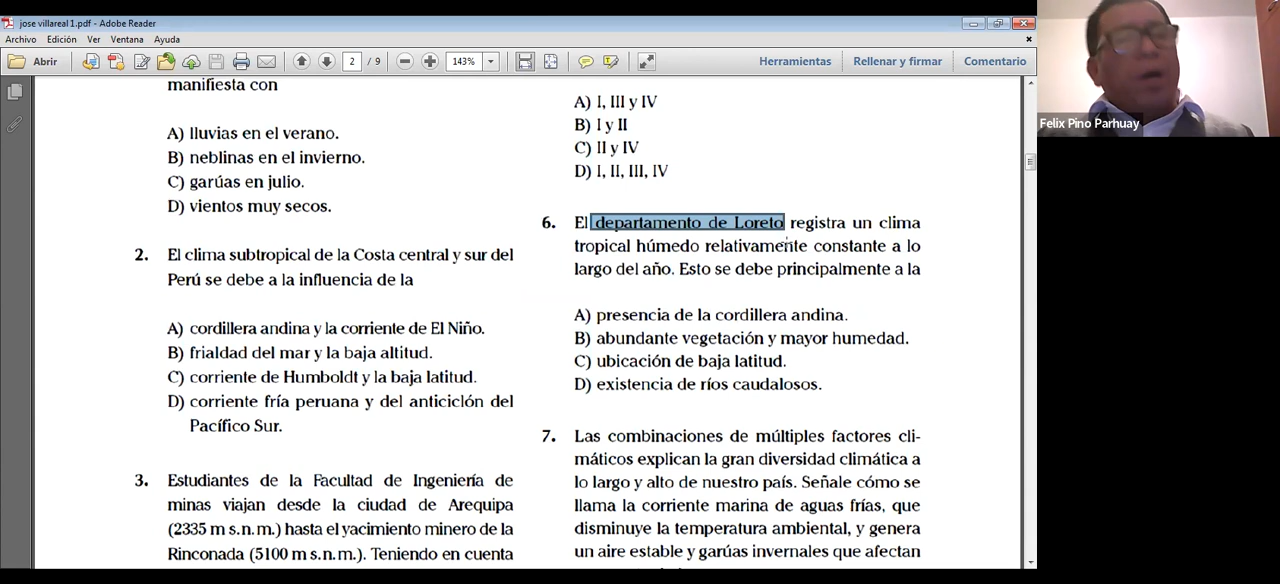 jose villareal 1.pdf - Adobe Reader
Archivo Edición Ver Ventana Ayuda
Abrir 2 / 9 143% Herramientas Rellenar y firmar Comentario
manifiesta con
A) lluvias en el verano.
B) neblinas en el invierno.
C) garúas en julio.
D) vientos muy secos.
2. El clima subtropical de la Costa central y sur del
Perú se debe a la influencia de la
A) cordillera andina y la corriente de El Niño.
B) frialdad del mar y la baja altitud.
C) corriente de Humboldt y la baja latitud.
D) corriente fría peruana y del anticiclón del
Pacífico Sur.
3. Estudiantes de la Facultad de Ingeniería de
minas viajan desde la ciudad de Arequipa
(2335 m s.n.m.) hasta el yacimiento minero de la
Rinconada (5100 m s.n.m.). Teniendo en cuenta
A) I, III y IV
B) I y II
C) II y IV
D) I, II, III, IV
6. El departamento de Loreto registra un clima
tropical húmedo relativamente constante a lo
largo del año. Esto se debe principalmente a la
A) presencia de la cordillera andina.
B) abundante vegetación y mayor humedad.
C) ubicación de baja latitud.
D) existencia de ríos caudalosos.
7. Las combinaciones de múltiples factores cli-
máticos explican la gran diversidad climática a
lo largo y alto de nuestro país. Señale cómo se
llama la corriente marina de aguas frías, que
disminuye la temperatura ambiental, y genera
un aire estable y garúas invernales que afectan
Felix Pino Parhuay